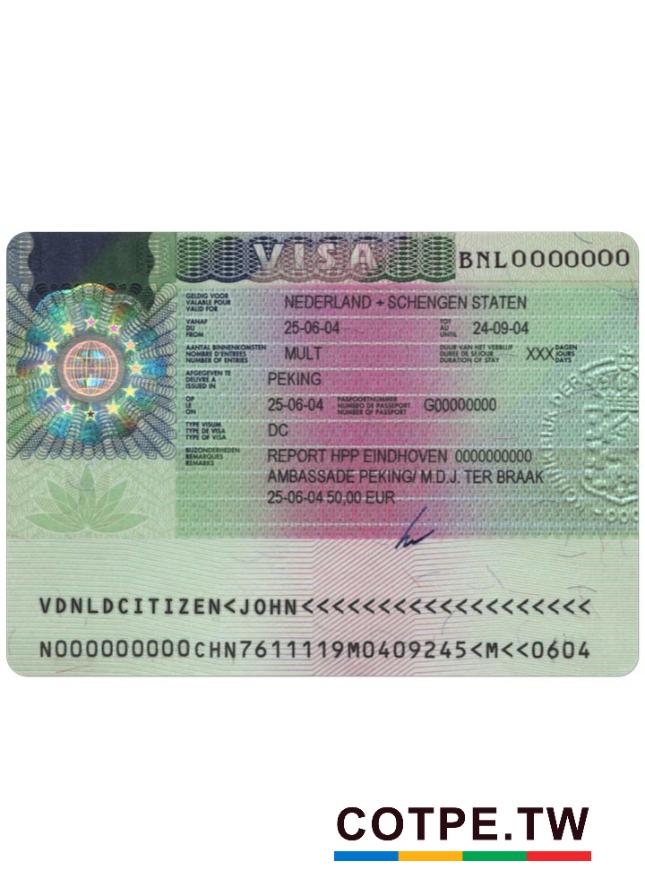 VISA
BNL0000000
GELDIG VOOR
VALABLE POUR
VALID FOR
NEDERLAND + SCHENGEN STATEN
VANAF
DU
FROM
25-06-04
TOT
AU
UNTIL
24-09-04
AANTAL BINNENKOMSTEN
NOMBRE D'ENTREES
NUMBER OF ENTRIES
MULT
DUUR VAN HET VERBLIJF
DUREE DE SEJOUR
DURATION OF STAY
XXX
DAGEN
JOURS
DAYS
AFGEGEVEN TE
DELIVRE A
ISSUED IN
PEKING
OP
LE
ON
25-06-04
PASPOORTNUMMER
NUMERO DE PASSEPORT
NUMBER OF PASSPORT
G00000000
TYPE VISUM
TYPE DE VISA
TYPE OF VISA
DC
BIJZONDERHEDEN
REMARQUES
REMARKS
REPORT HPP EINDHOVEN 0000000000
AMBASSADE PEKING/ M.D.J. TER BRAAK
25-06-04 50,00 EUR
VDNLDCITIZEN<JOHN<<<<<<<<<<<<<<<<<<<
N000000000CHN7611119M0409245<M<<0604
COTPE.TW